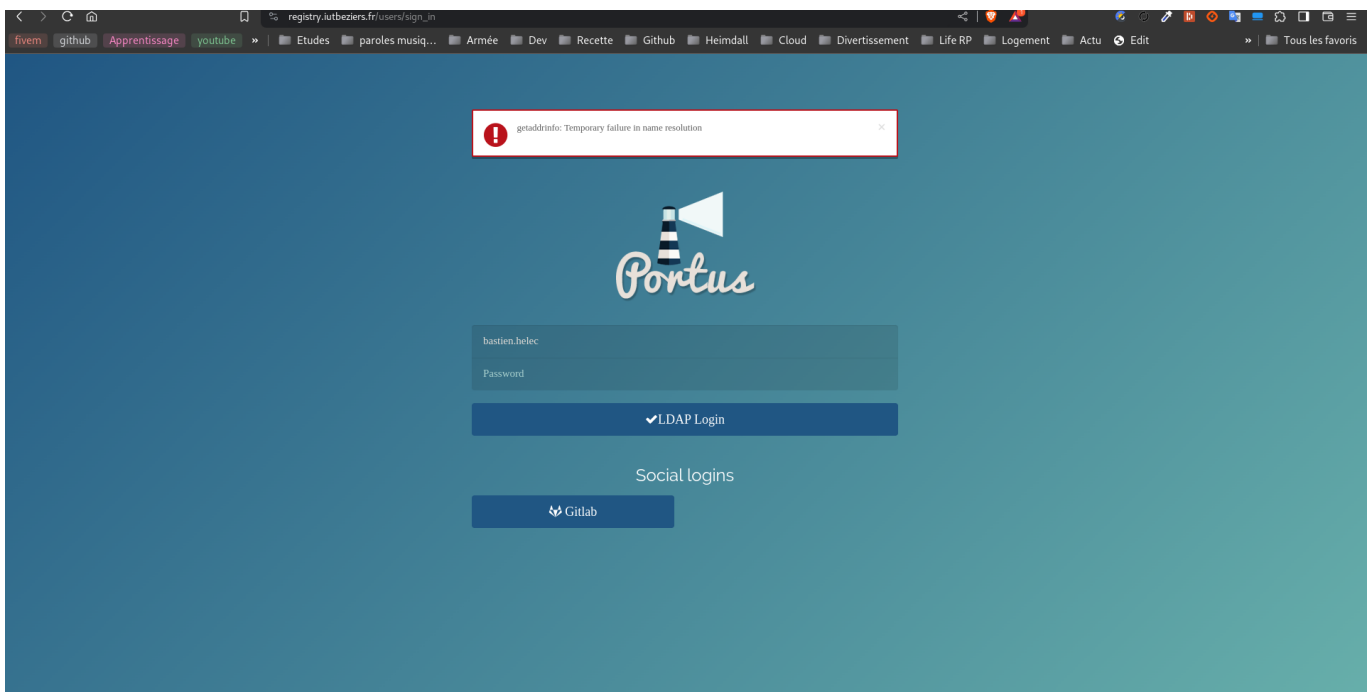 registry.iutbeziers.fr/users/sign_in
fivem github Apprentissage youtube » Etudes paroles musiq... Armée Dev Recette Github Heimdall Cloud Divertissement Life RP Logement Actu Edit » Tous les favoris
getaddrinfo: Temporary failure in name resolution ×
Portus
bastien.helec
Password
LDAP Login
Social logins
Gitlab